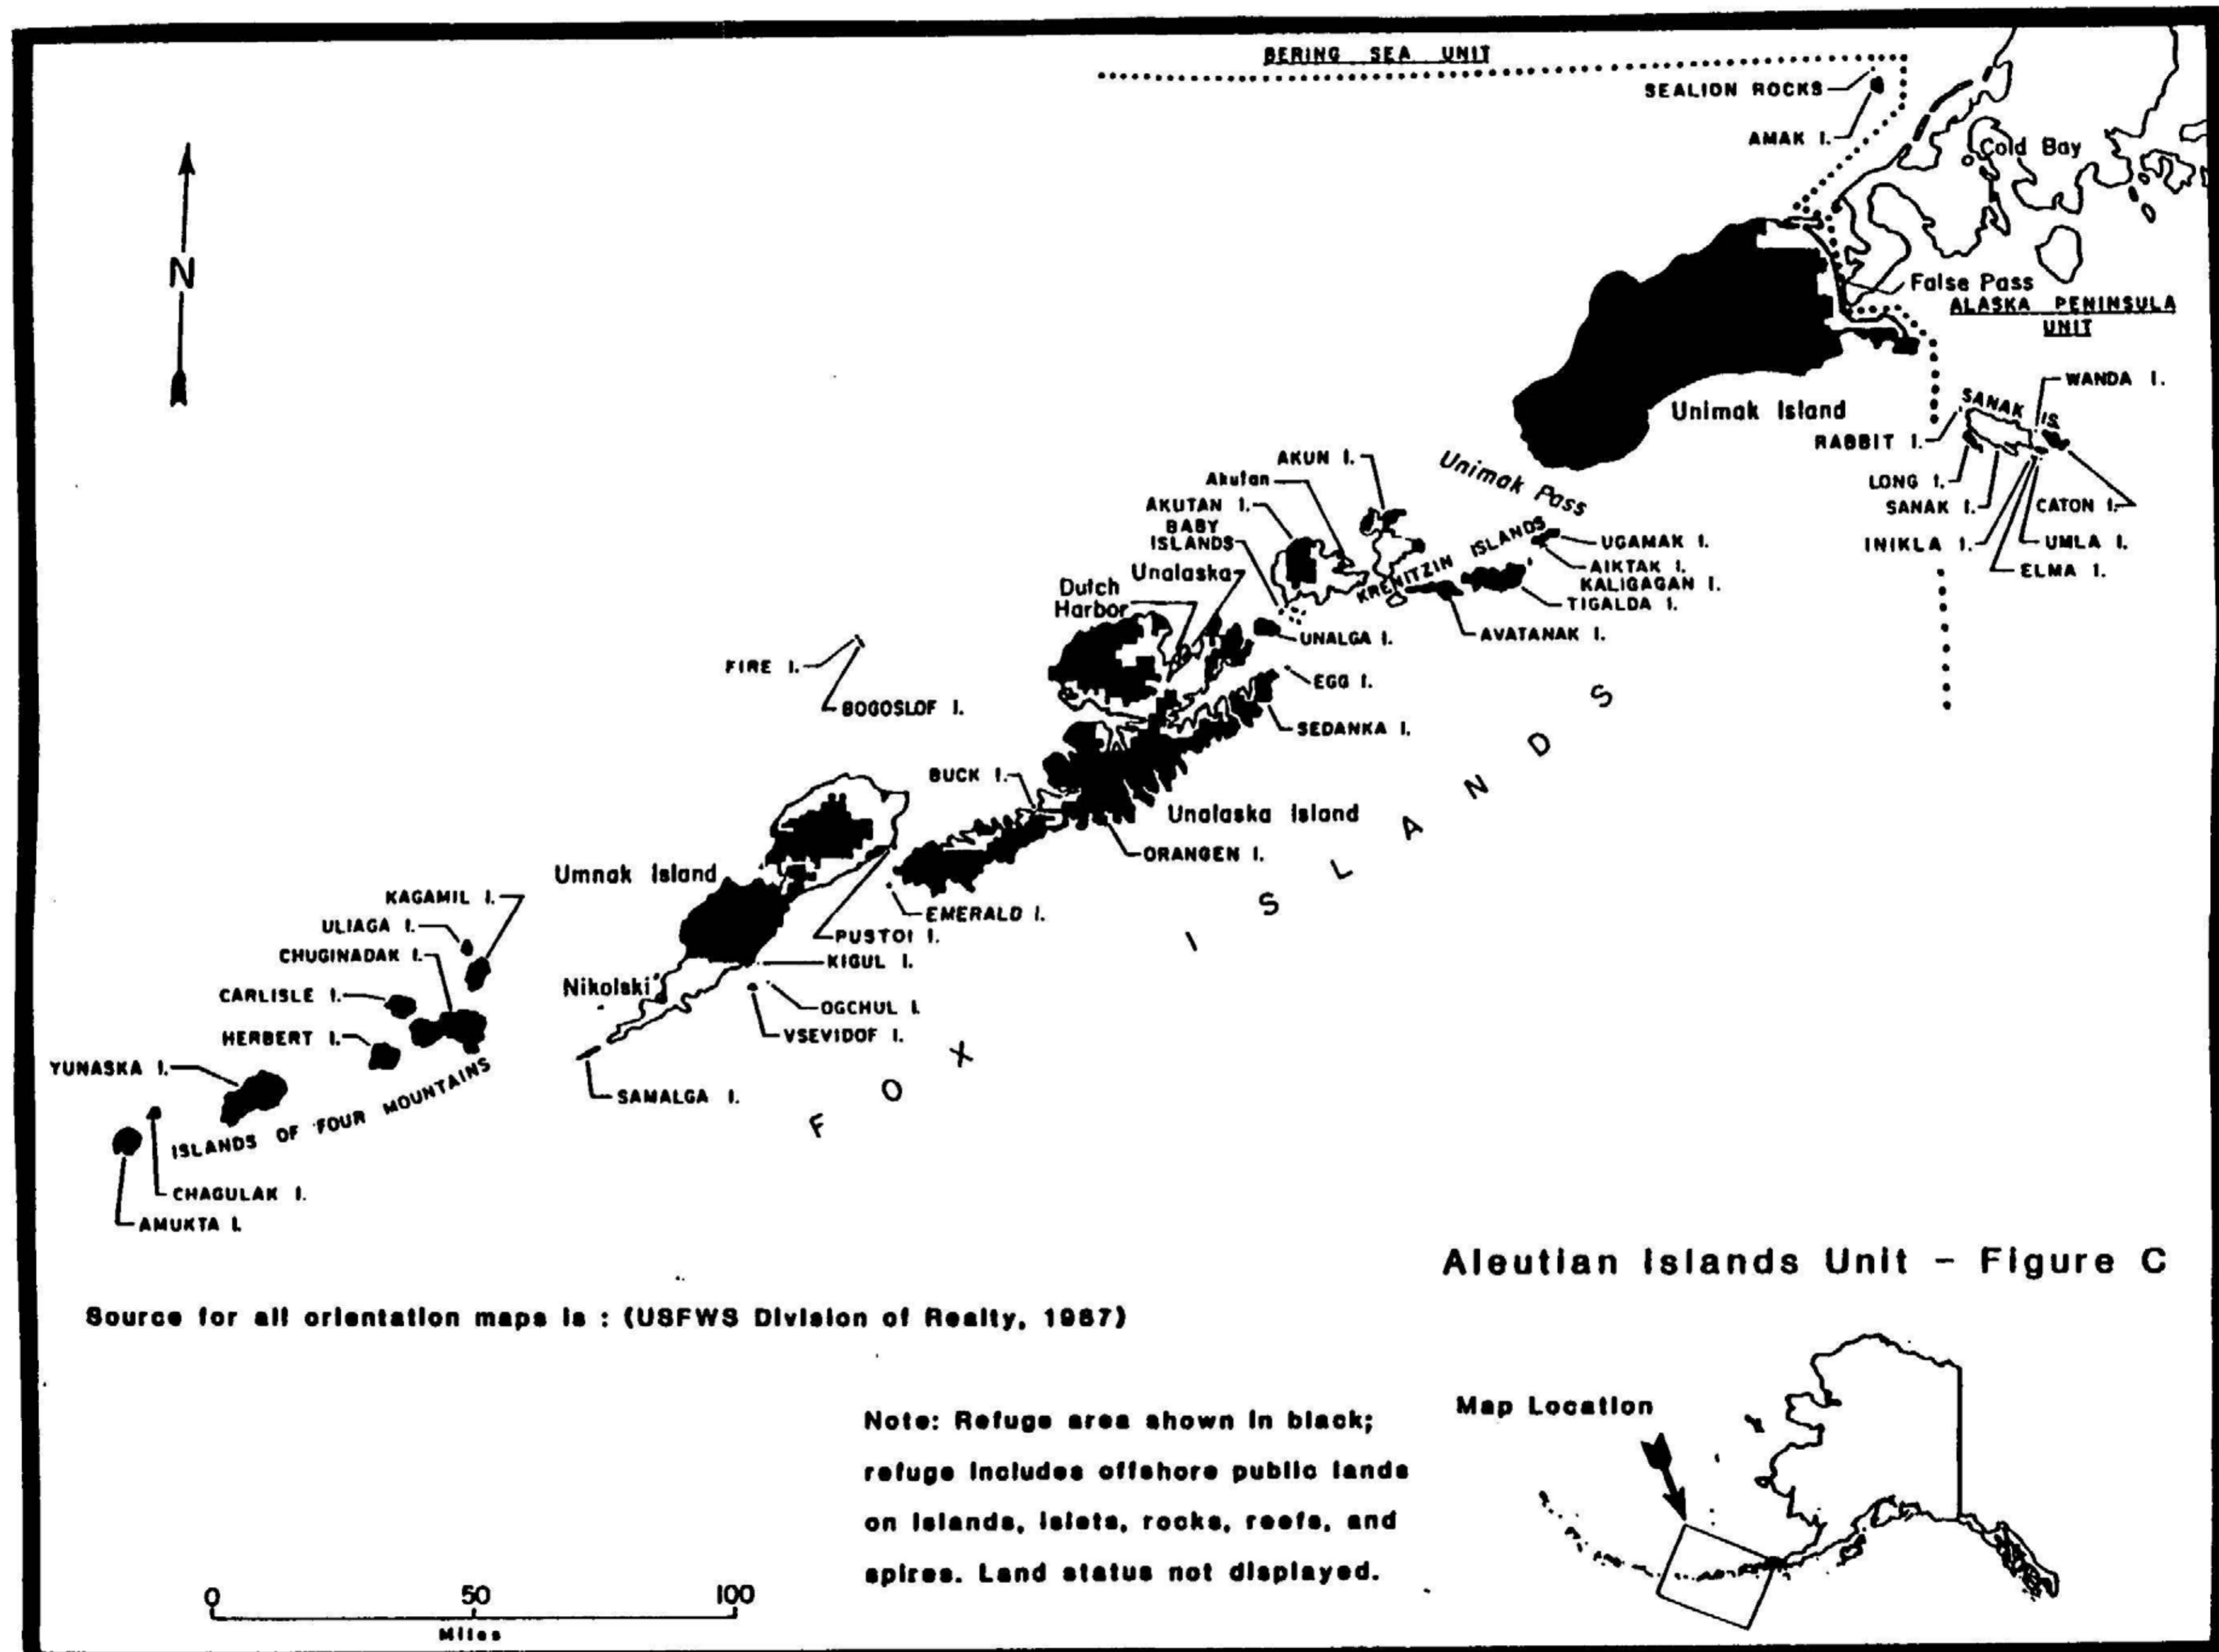 BERING SEA UNIT
SEALION ROCKS
AMAK I.
Cold Bay
N
False Pass
ALASKA PENINSULA
UNIT
WANDA I.
SANAK IS.
Unimak Island
RABBIT I.
LONG I.
SANAK I.
CATON I.
INIKLA I.
UMLA I.
ELMA I.
Unimak Pass
AKUN I.
Akutan
AKUTAN I.
BABY
ISLANDS
KRENITZIN ISLANDS
UGAMAK I.
AIKTAK I.
KALIGAGAN I.
TIGALDA I.
AVATANAK I.
Unalaska
Dutch
Harbor
UNALGA I.
EGG I.
SEDANKA I.
FIRE I.
BOGOSLOF I.
BUCK I.
Unalaska Island
ORANGEN I.
FOX ISLANDS
Umnak Island
EMERALD I.
PUSTOI I.
KIGUL I.
Nikolski
OGCHUL I.
VSEVIDOF I.
SAMALGA I.
KAGAMIL I.
ULIAGA I.
CHUGINADAK I.
CARLISLE I.
HERBERT I.
YUNASKA I.
ISLANDS OF FOUR MOUNTAINS
CHAGULAK I.
AMUKTA I.
Aleutian Islands Unit - Figure C
Source for all orientation maps is : (USFWS Division of Realty, 1987)
Map Location
Note: Refuge area shown in black;
refuge includes offshore public lands
on islands, islets, rocks, reefs, and
spires. Land status not displayed.
0 50 100
Miles